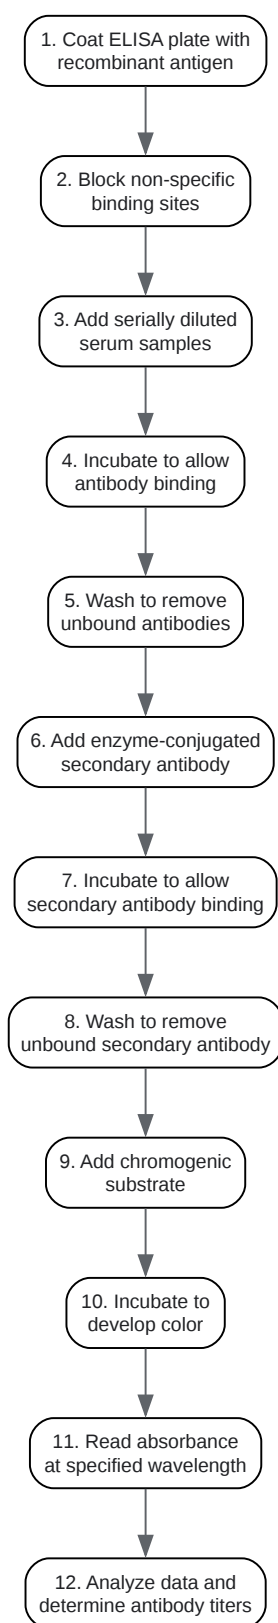 1. Coat ELISA plate with
recombinant antigen
2. Block non-specific
binding sites
3. Add serially diluted
serum samples
4. Incubate to allow
antibody binding
5. Wash to remove
unbound antibodies
6. Add enzyme-conjugated
secondary antibody
7. Incubate to allow
secondary antibody binding
8. Wash to remove
unbound secondary antibody
9. Add chromogenic
substrate
10. Incubate to
develop color
11. Read absorbance
at specified wavelength
12. Analyze data and
determine antibody titers